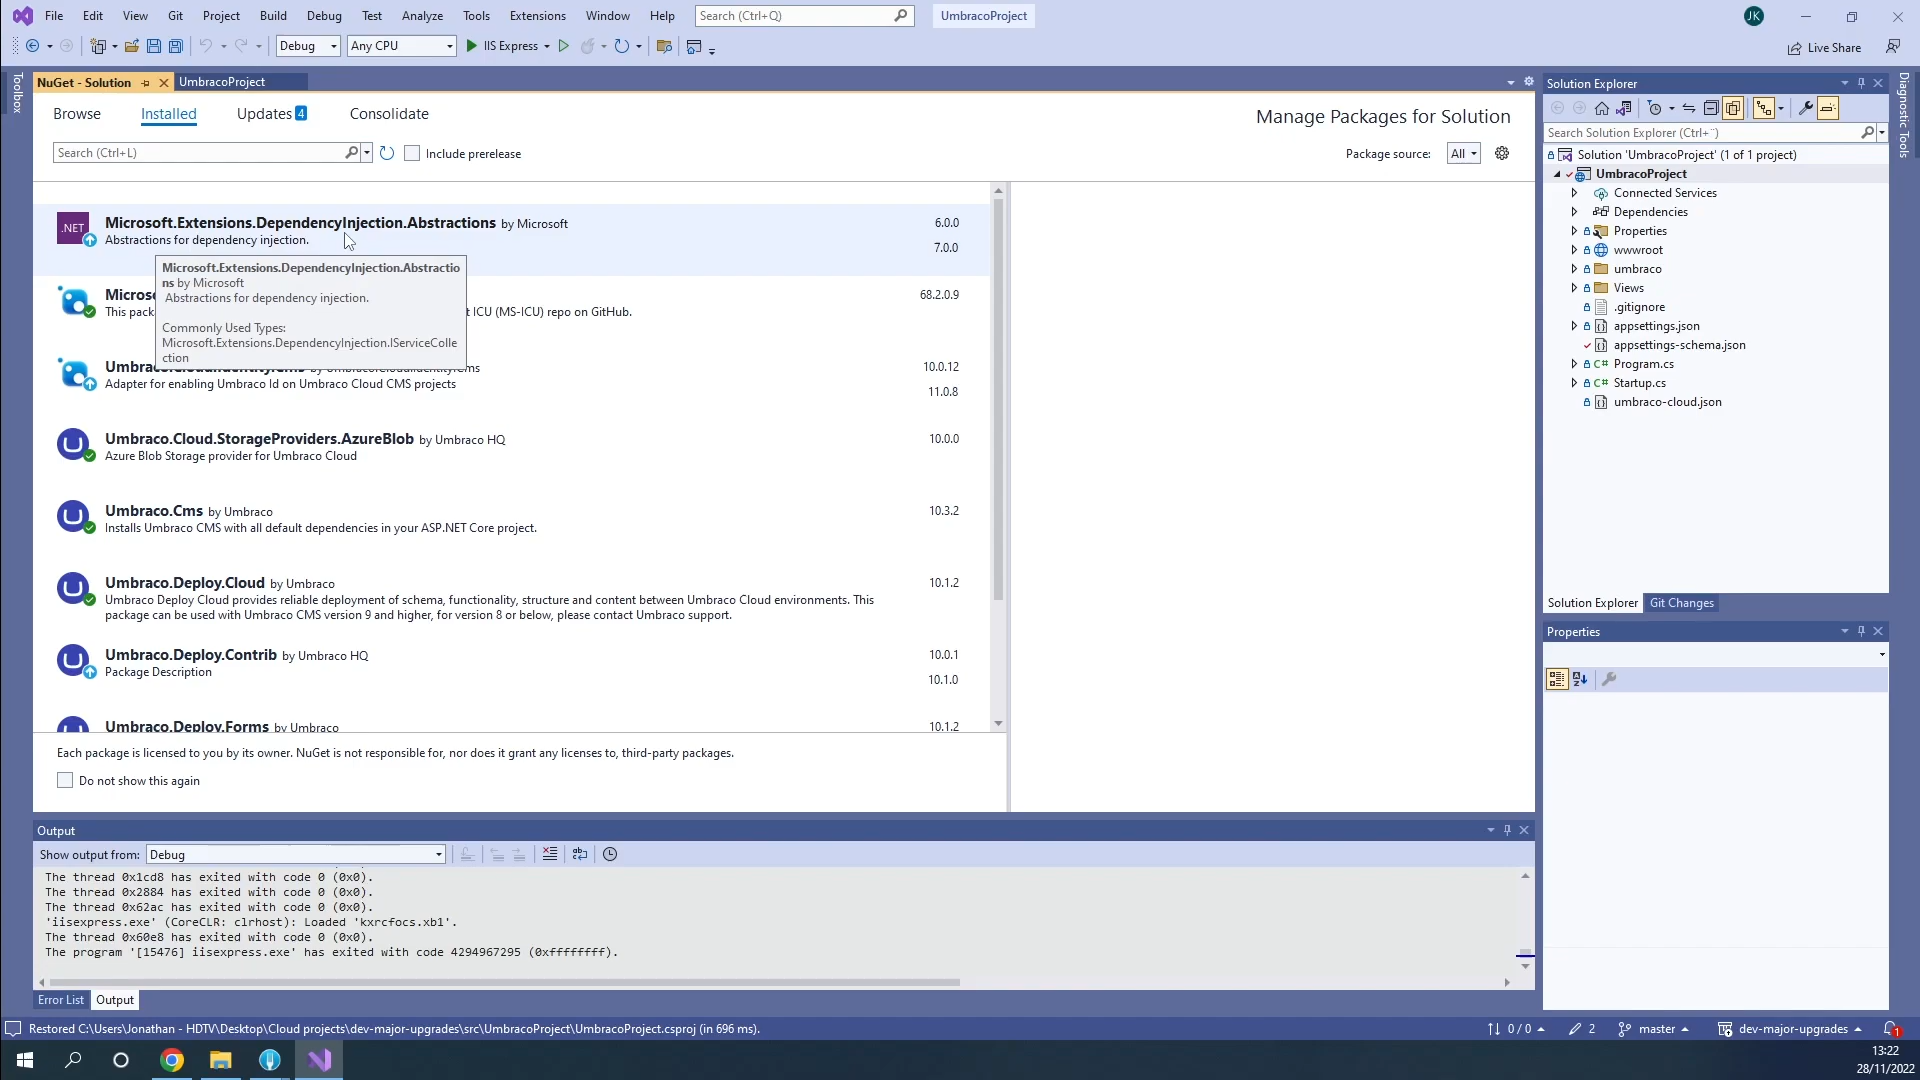 File Edit View Git Project Build Debug Test Analyze Tools Extensions Window Help Search (Ctrl+Q) UmbracoProject JK
Debug Any CPU IIS Express Live Share
Toolbox
NuGet - Solution UmbracoProject
Browse Installed Updates 4 Consolidate
Manage Packages for Solution
Search (Ctrl+L) Include prerelease
Package source: All
.NET
Microsoft.Extensions.DependencyInjection.Abstractions by Microsoft 6.0.0
Abstractions for dependency injection.
7.0.0
Microsoft.Extensions.DependencyInjection.Abstractio
ns by Microsoft
Abstractions for dependency injection.
Commonly Used Types:
Microsoft.Extensions.DependencyInjection.IServiceColle
ction
Micros 68.2.0.9
This pack t ICU (MS-ICU) repo on GitHub.
10.0.12
Adapter for enabling Umbraco Id on Umbraco Cloud CMS projects
11.0.8
Umbraco.Cloud.StorageProviders.AzureBlob by Umbraco HQ 10.0.0
Azure Blob Storage provider for Umbraco Cloud
Umbraco.Cms by Umbraco 10.3.2
Installs Umbraco CMS with all default dependencies in your ASP.NET Core project.
Umbraco.Deploy.Cloud by Umbraco 10.1.2
Umbraco Deploy Cloud provides reliable deployment of schema, functionality, structure and content between Umbraco Cloud environments. This
package can be used with Umbraco CMS version 9 and higher, for version 8 or below, please contact Umbraco support.
Umbraco.Deploy.Contrib by Umbraco HQ 10.0.1
Package Description
10.1.0
Umbraco.Deploy.Forms by Umbraco 10.1.2
Each package is licensed to you by its owner. NuGet is not responsible for, nor does it grant any licenses to, third-party packages.
Do not show this again
Output
Show output from: Debug
The thread 0x1cd8 has exited with code 0 (0x0).
The thread 0x2884 has exited with code 0 (0x0).
The thread 0x62ac has exited with code 0 (0x0).
'iisexpress.exe' (CoreCLR: clrhost): Loaded 'kxrcfocs.xb1'.
The thread 0x60e8 has exited with code 0 (0x0).
The program '[15476] iisexpress.exe' has exited with code 4294967295 (0xffffffff).
Error List Output
Solution Explorer
Search Solution Explorer (Ctrl+¨)
Solution 'UmbracoProject' (1 of 1 project)
UmbracoProject
Connected Services
Dependencies
Properties
wwwroot
umbraco
Views
.gitignore
appsettings.json
appsettings-schema.json
C# Program.cs
C# Startup.cs
umbraco-cloud.json
Solution Explorer Git Changes
Properties
Diagnostic Tools
Restored C:\Users\Jonathan - HDTV\Desktop\Cloud projects\dev-major-upgrades\src\UmbracoProject\UmbracoProject.csproj (in 696 ms). 0 / 0 2 master dev-major-upgrades 1
13:22
28/11/2022